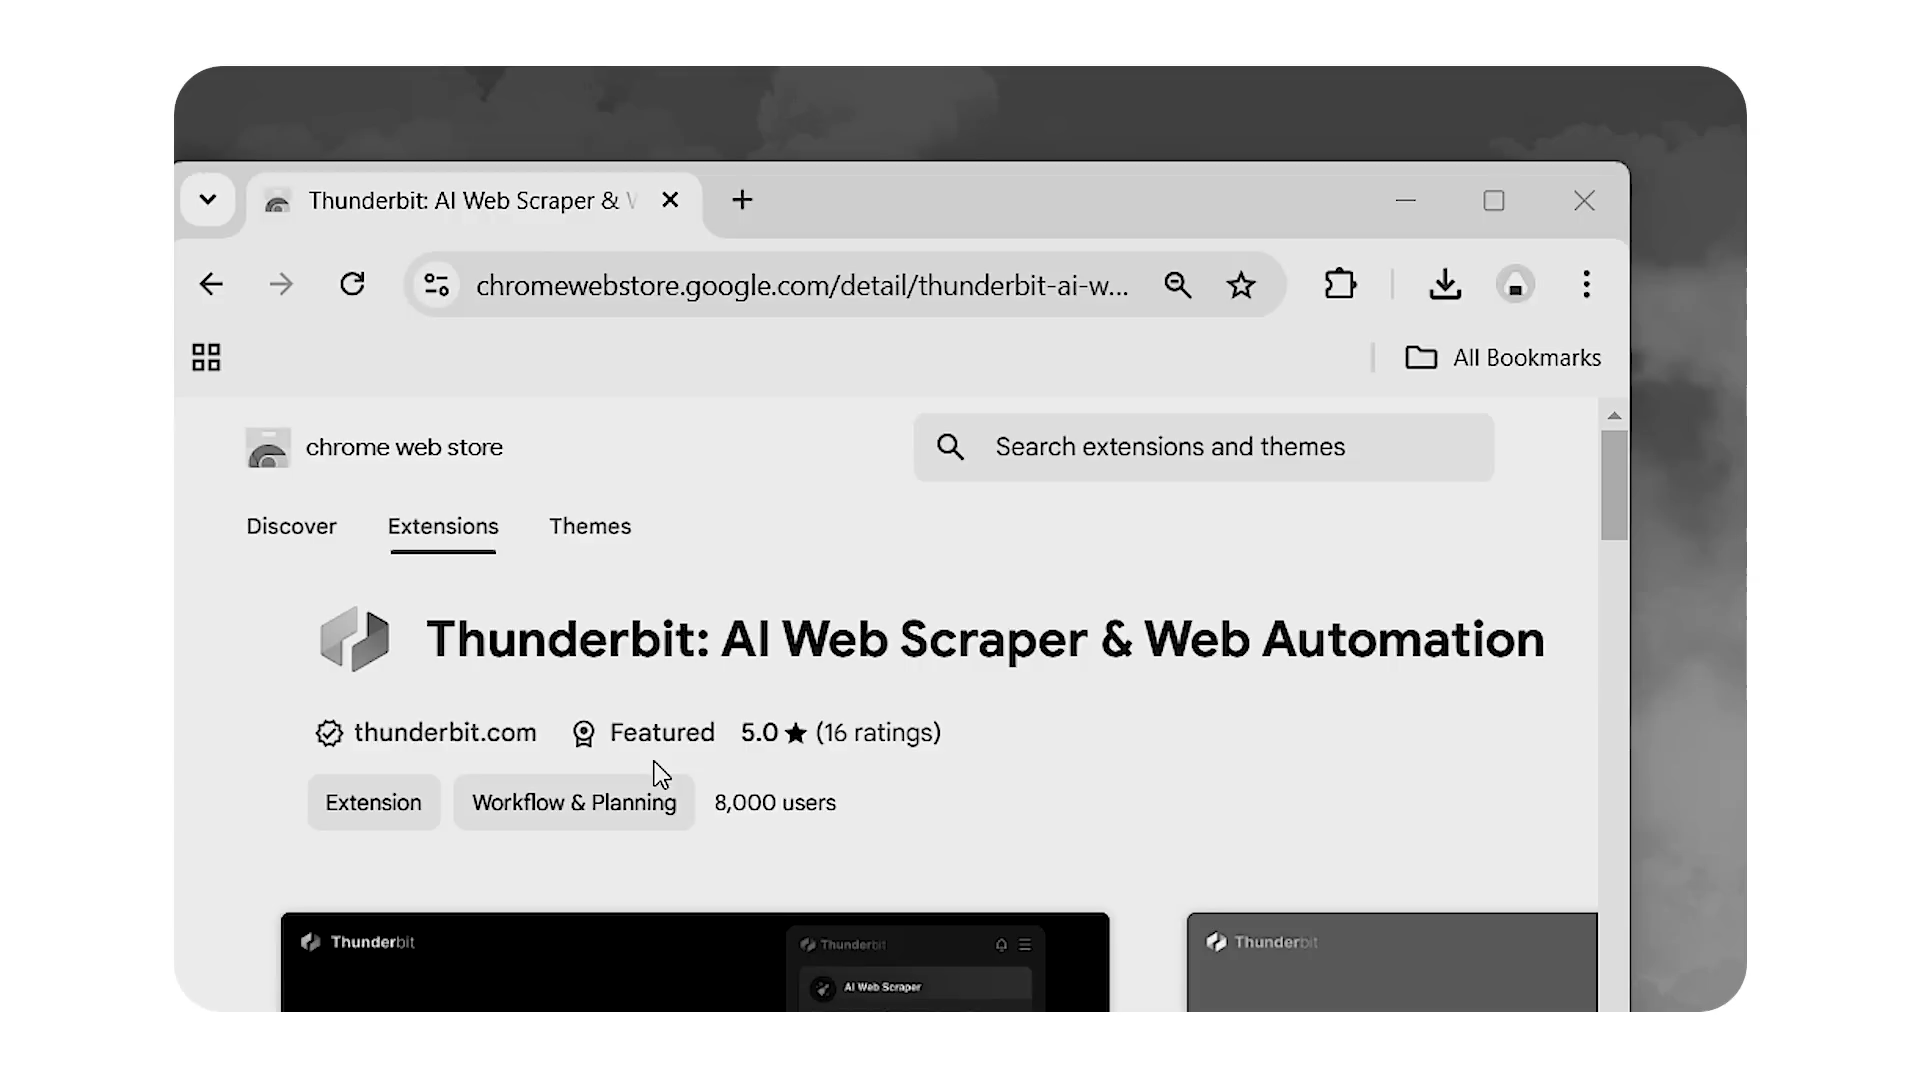 Thunderbit: AI Web Scraper &
chromewebstore.google.com/detail/thunderbit-ai-w...
All Bookmarks
chrome web store
Search extensions and themes
Discover Extensions Themes
Thunderbit: AI Web Scraper & Web Automation
thunderbit.com Featured 5.0 ★ (16 ratings)
Extension Workflow & Planning 8,000 users
Thunderbit
Thunderbit
AI Web Scraper
Thunderbit